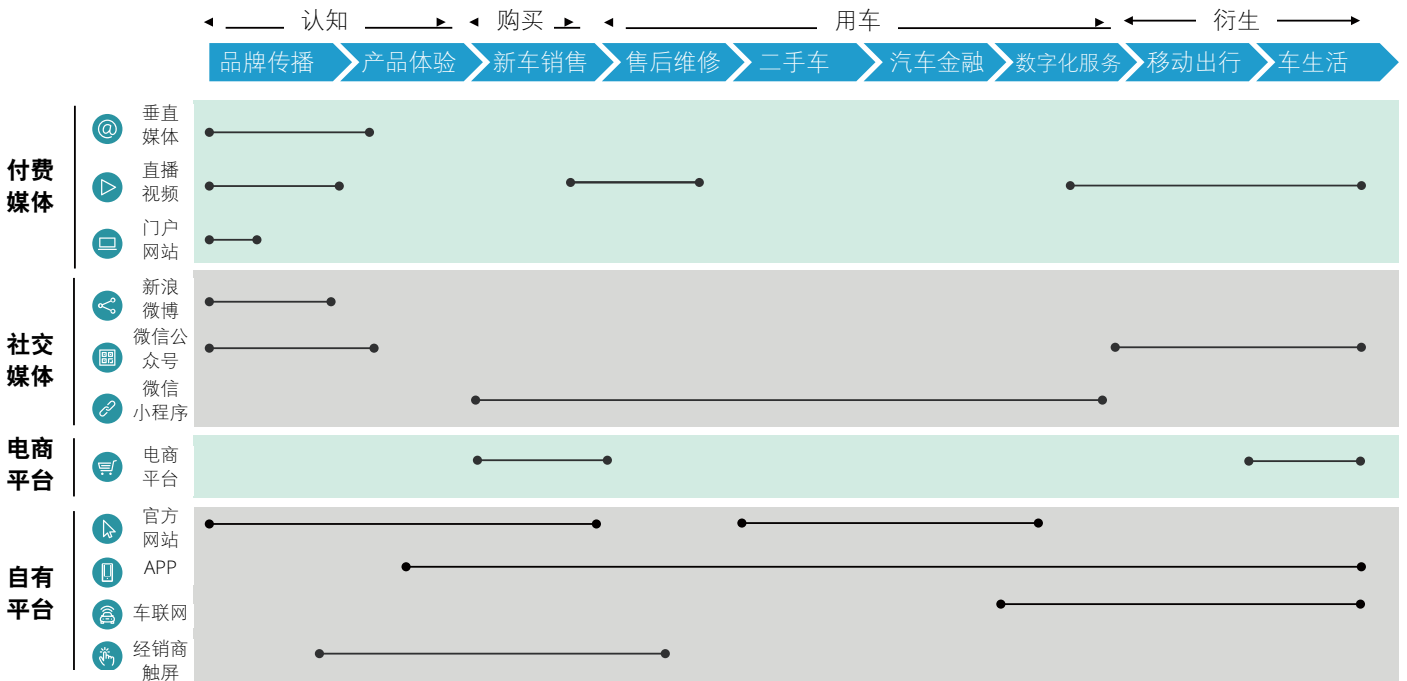 认知 购买 用车 衍生
品牌传播 产品体验 新车销售 售后维修 二手车 汽车金融 数字化服务 移动出行 车生活
付费
媒体
垂直
媒体
直播
视频
门户
网站
社交
媒体
新浪
微博
微信公
众号
微信
小程序
电商
平台
电商
平台
自有
平台
官方
网站
APP
车联网
经销商
触屏